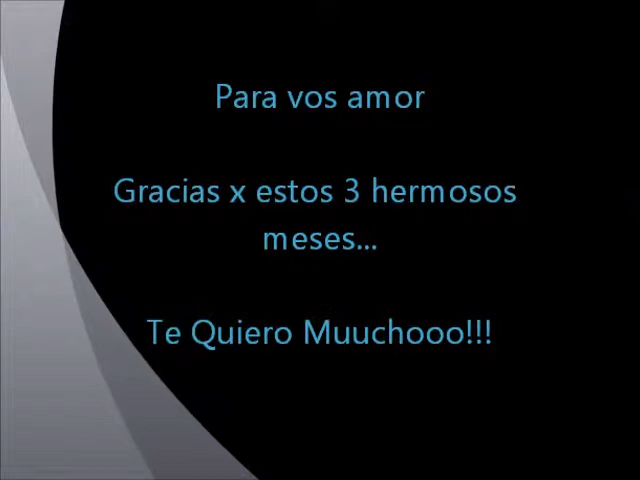 Para vos amor
Gracias x estos 3 hermosos
meses...
Te Quiero Muuchooo!!!